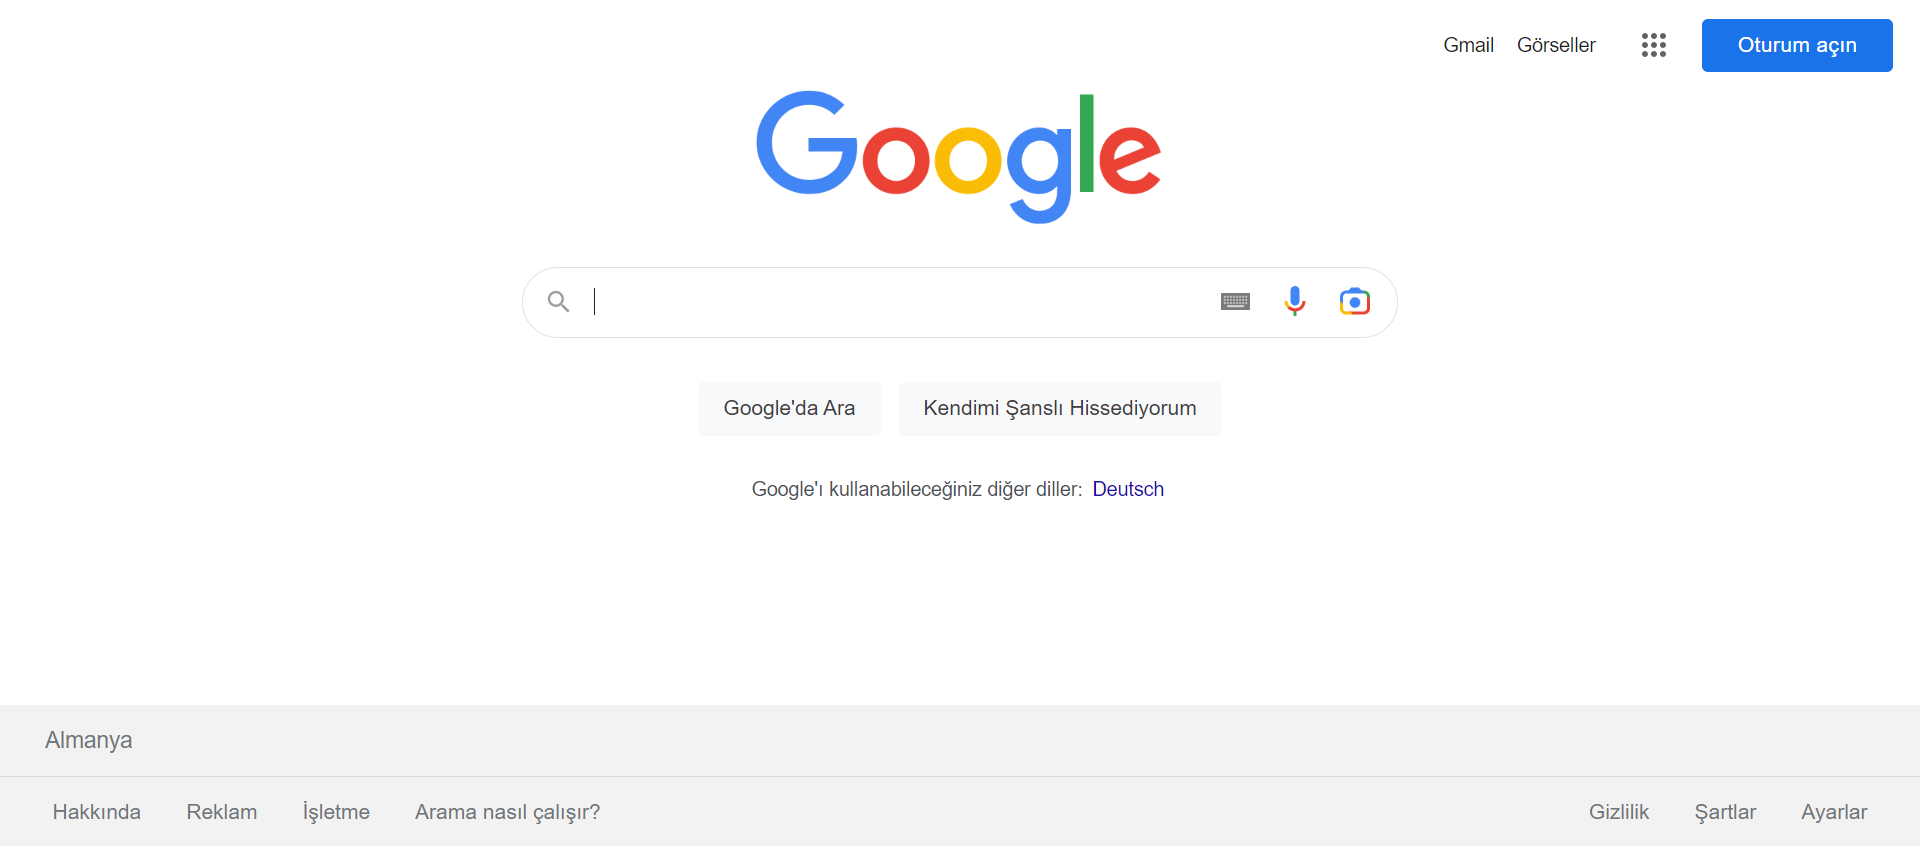 Gmail Görseller Oturum açın
Google
Google'da Ara Kendimi Şanslı Hissediyorum
Google'ı kullanabileceğiniz diğer diller: Deutsch
Almanya
Hakkında Reklam İşletme Arama nasıl çalışır? Gizlilik Şartlar Ayarlar